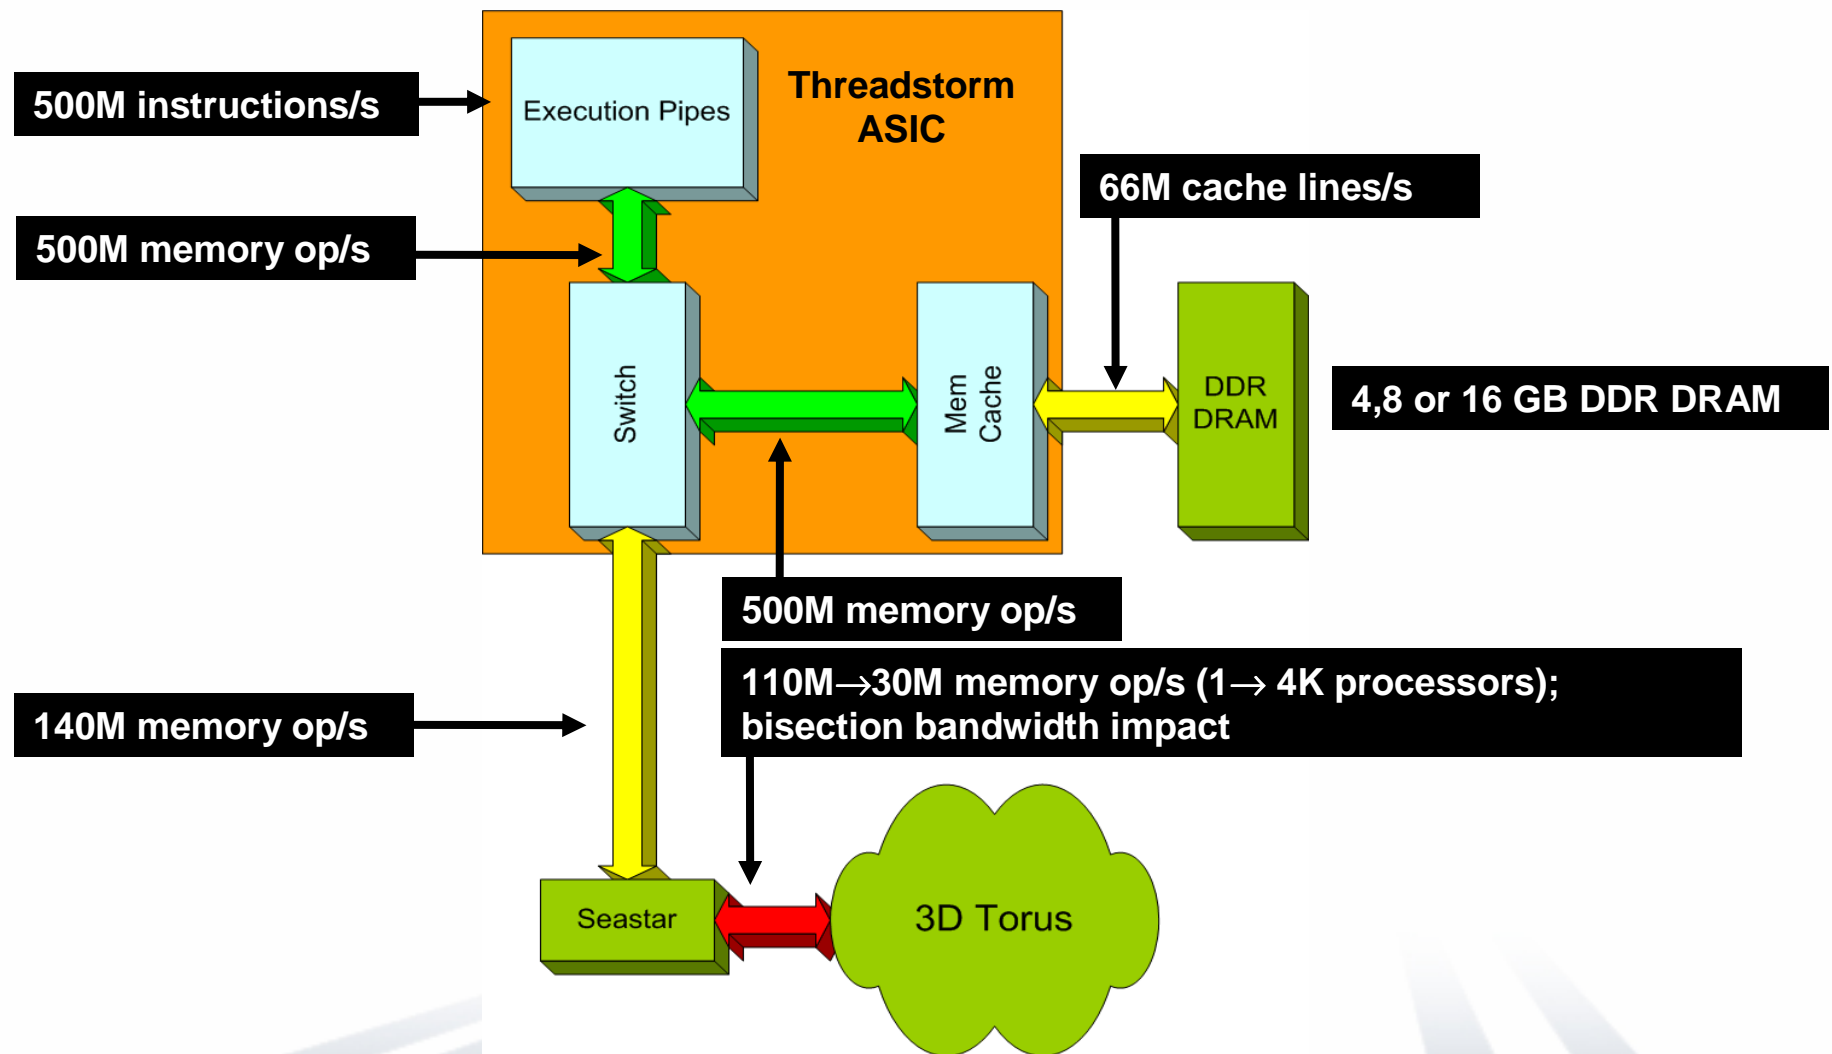 Threadstorm
ASIC
500M instructions/s
Execution Pipes
66M cache lines/s
500M memory op/s
Switch
Mem
Cache
DDR
DRAM
4,8 or 16 GB DDR DRAM
500M memory op/s
110M→30M memory op/s (1→ 4K processors);
bisection bandwidth impact
140M memory op/s
Seastar
3D Torus